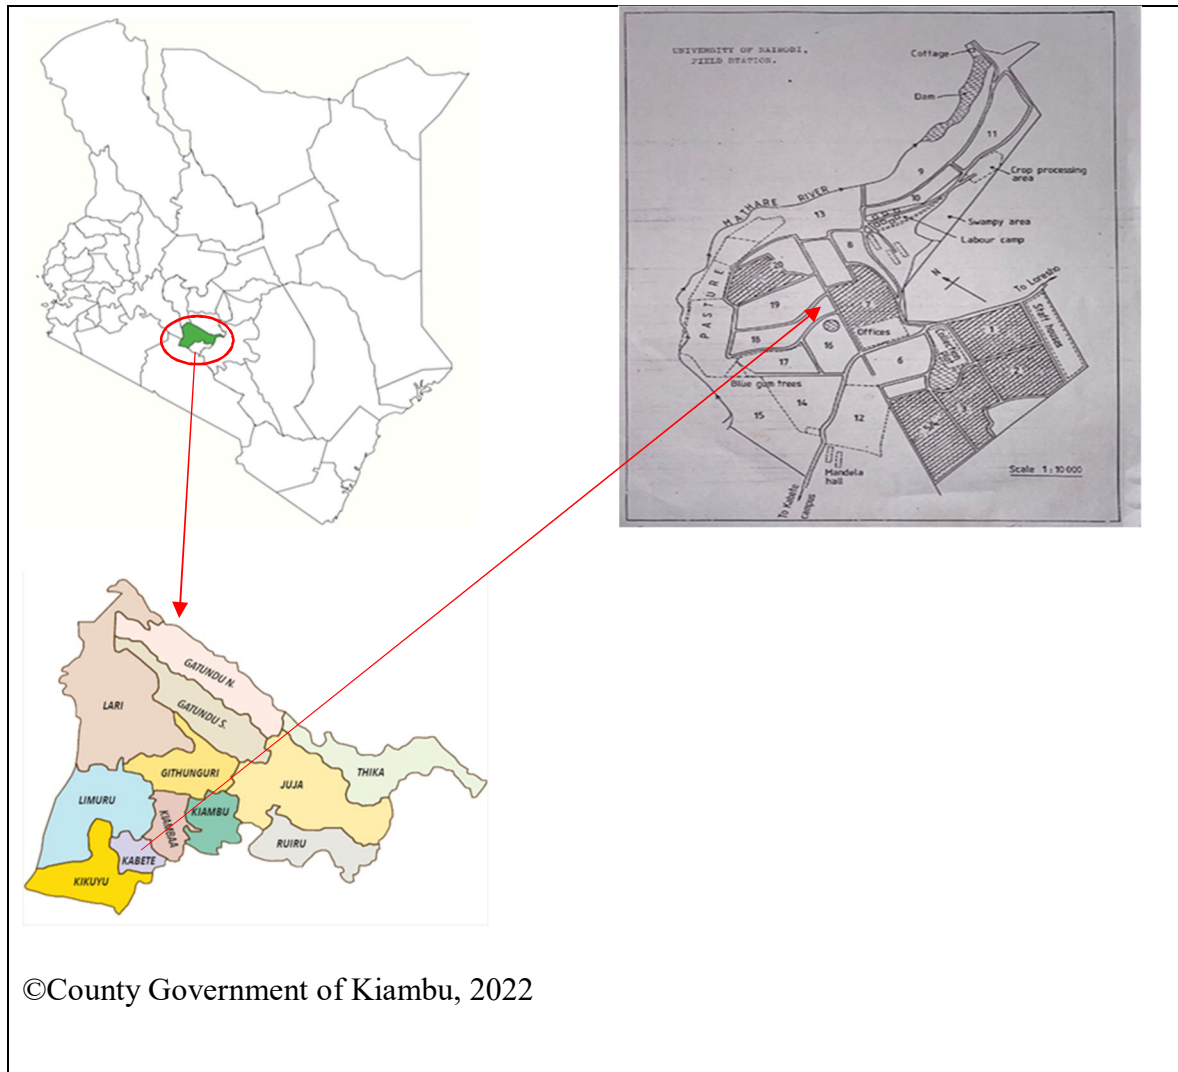 UNIVERSITY OF NAIROBI.
FIELD STATION.
Cottage
Dam
11
Crop processing
area
9
10
MATHARE RIVER
13
Swampy area
Labour camp
8
N
To Loresho
20
PASTURE
19
7
Offices
1
Staff houses
18
16
17
6
2
Blue gum trees
14
15
12
3
Mandela
hall
Scale 1:10 000
To Kabete
campus
GATUNDU N.
LARI
GATUNDU S.
GITHUNGURI
THIKA
JUJA
LIMURU
KIAMBAA
KIAMBU
RUIRU
KABETE
KIKUYU
©County Government of Kiambu, 2022